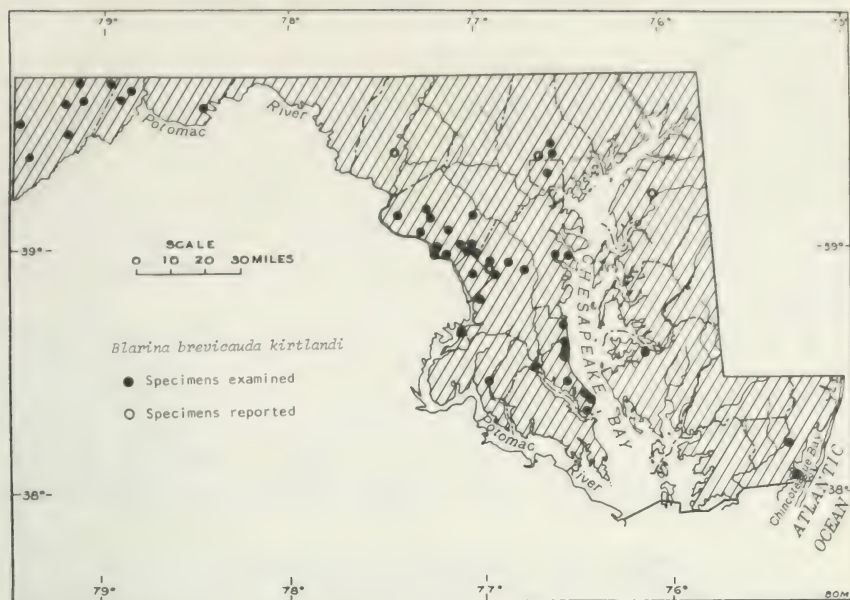 79° 78° 77° 76° 75°
Potomac
River
39° 39°
SCALE
0 10 20 30 MILES
CHESAPEAKE BAY
Blarina brevicauda kirtlandi
● Specimens examined
○ Specimens reported
Potomac
River
Chincoteague Bay
ATLANTIC
OCEAN
38° 38°
79° 78° 77° 76°